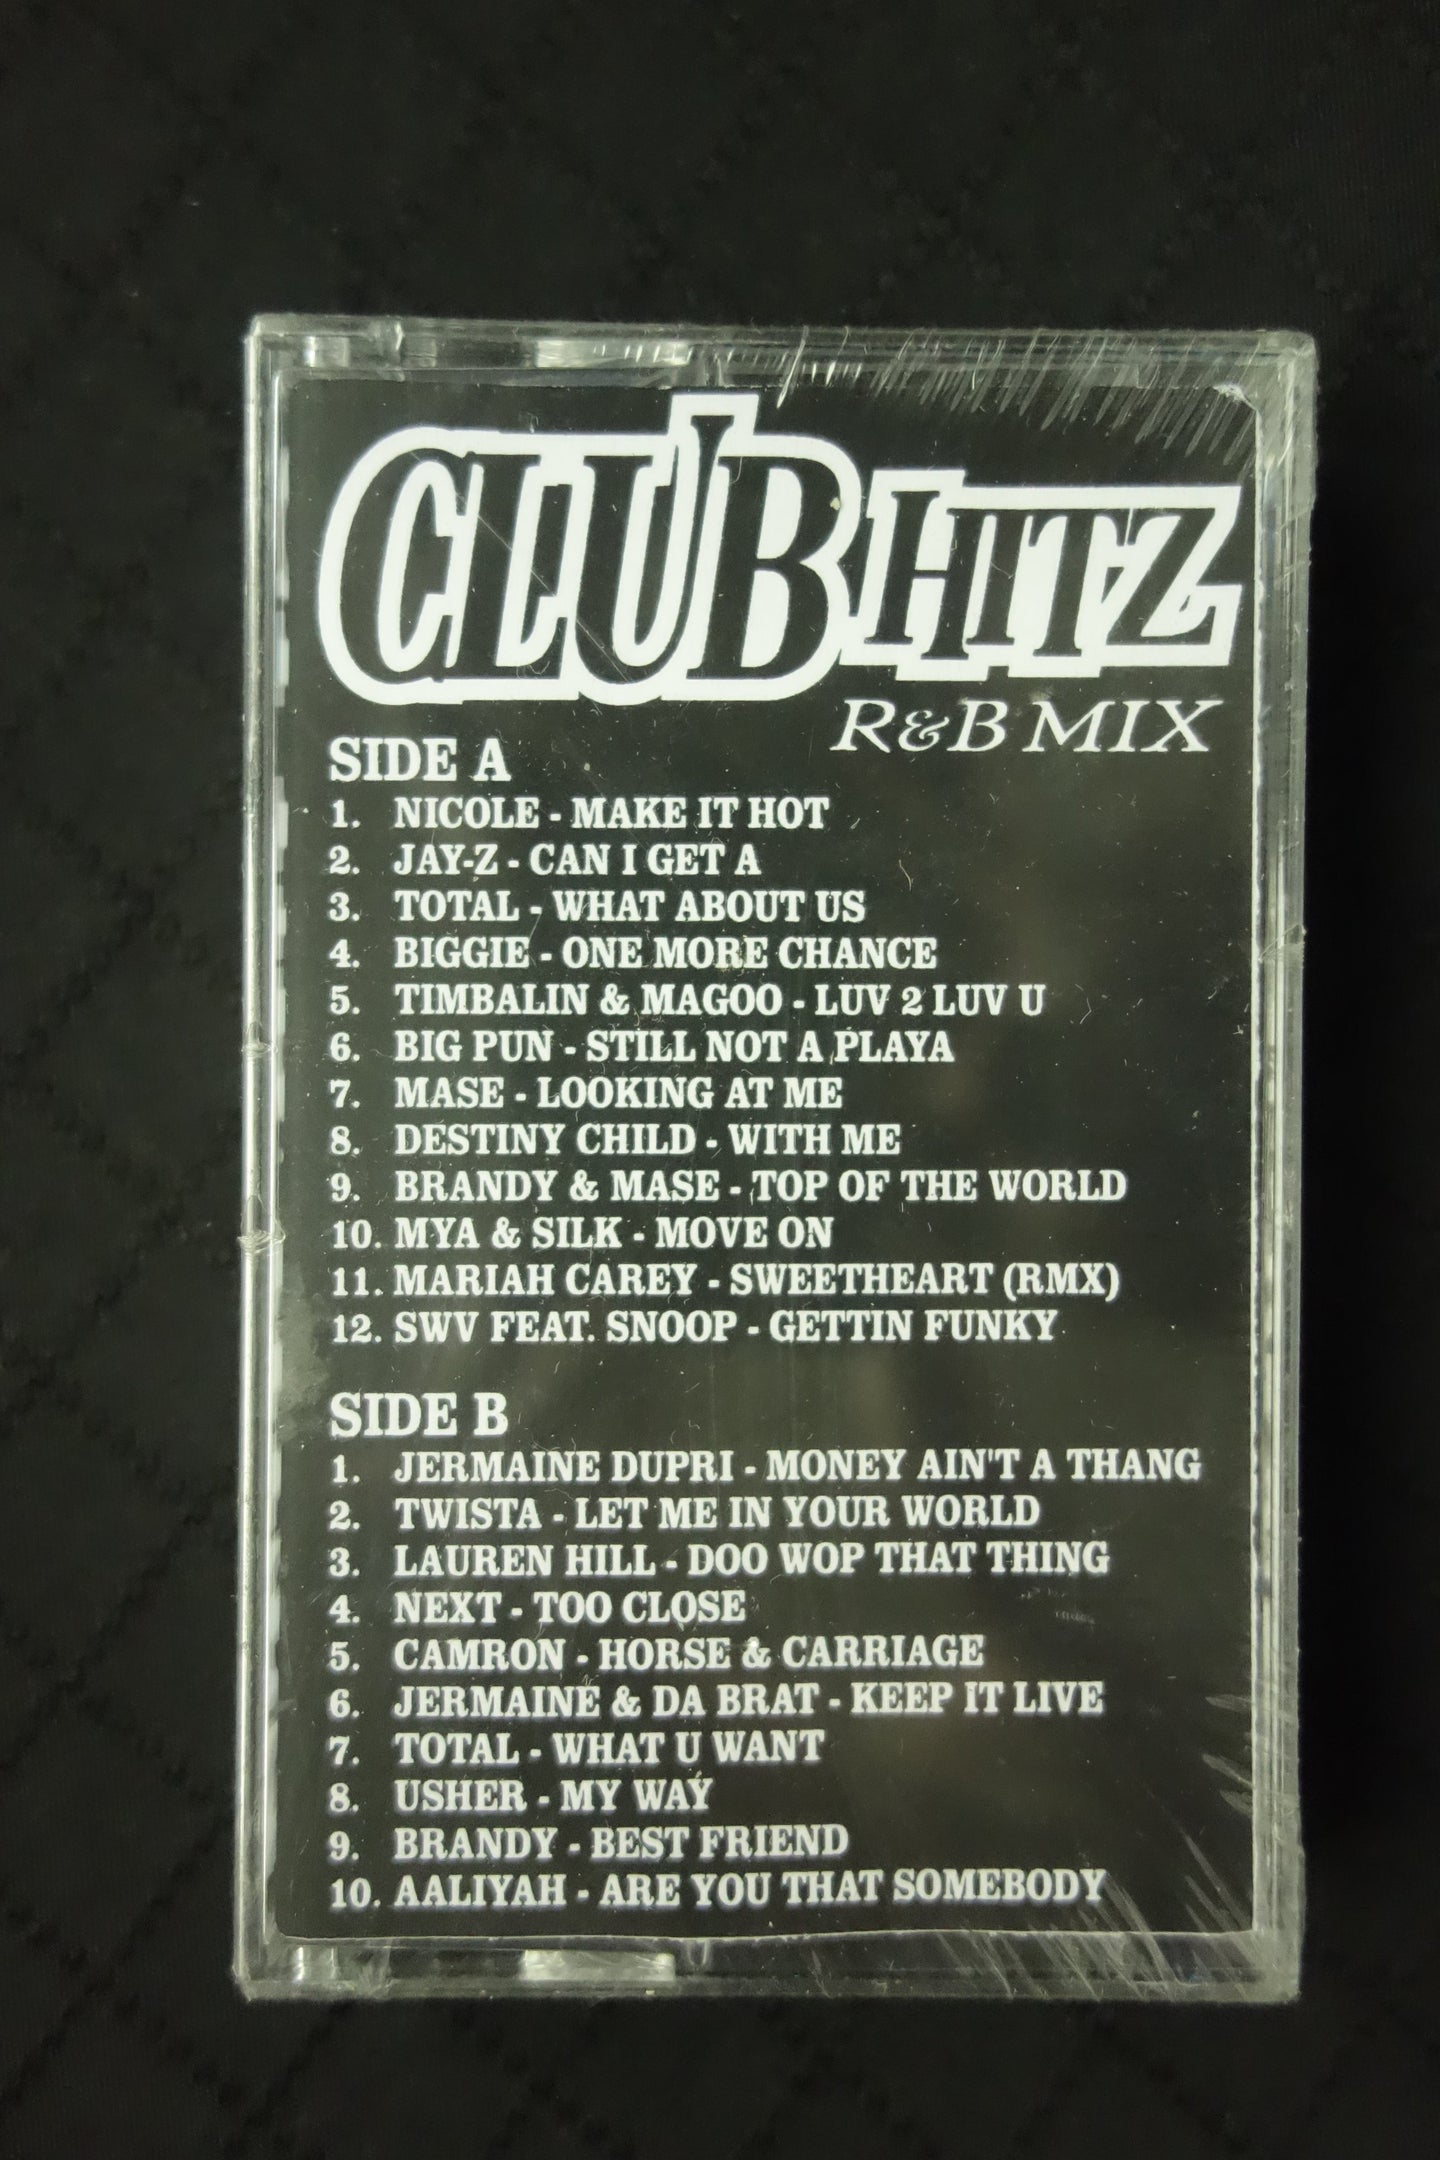 CLUB HITZ
R&B MIX
SIDE A
1. NICOLE - MAKE IT HOT
2. JAY-Z - CAN I GET A
3. TOTAL - WHAT ABOUT US
4. BIGGIE - ONE MORE CHANCE
5. TIMBALIN & MAGOO - LUV 2 LUV U
6. BIG PUN - STILL NOT A PLAYA
7. MASE - LOOKING AT ME
8. DESTINY CHILD - WITH ME
9. BRANDY & MASE - TOP OF THE WORLD
10. MYA & SILK - MOVE ON
11. MARIAH CAREY - SWEETHEART (RMX)
12. SWV FEAT. SNOOP - GETTIN FUNKY
SIDE B
1. JERMAINE DUPRI - MONEY AIN'T A THANG
2. TWISTA - LET ME IN YOUR WORLD
3. LAUREN HILL - DOO WOP THAT THING
4. NEXT - TOO CLOSE
5. CAMRON - HORSE & CARRIAGE
6. JERMAINE & DA BRAT - KEEP IT LIVE
7. TOTAL - WHAT U WANT
8. USHER - MY WAY
9. BRANDY - BEST FRIEND
10. AALIYAH - ARE YOU THAT SOMEBODY